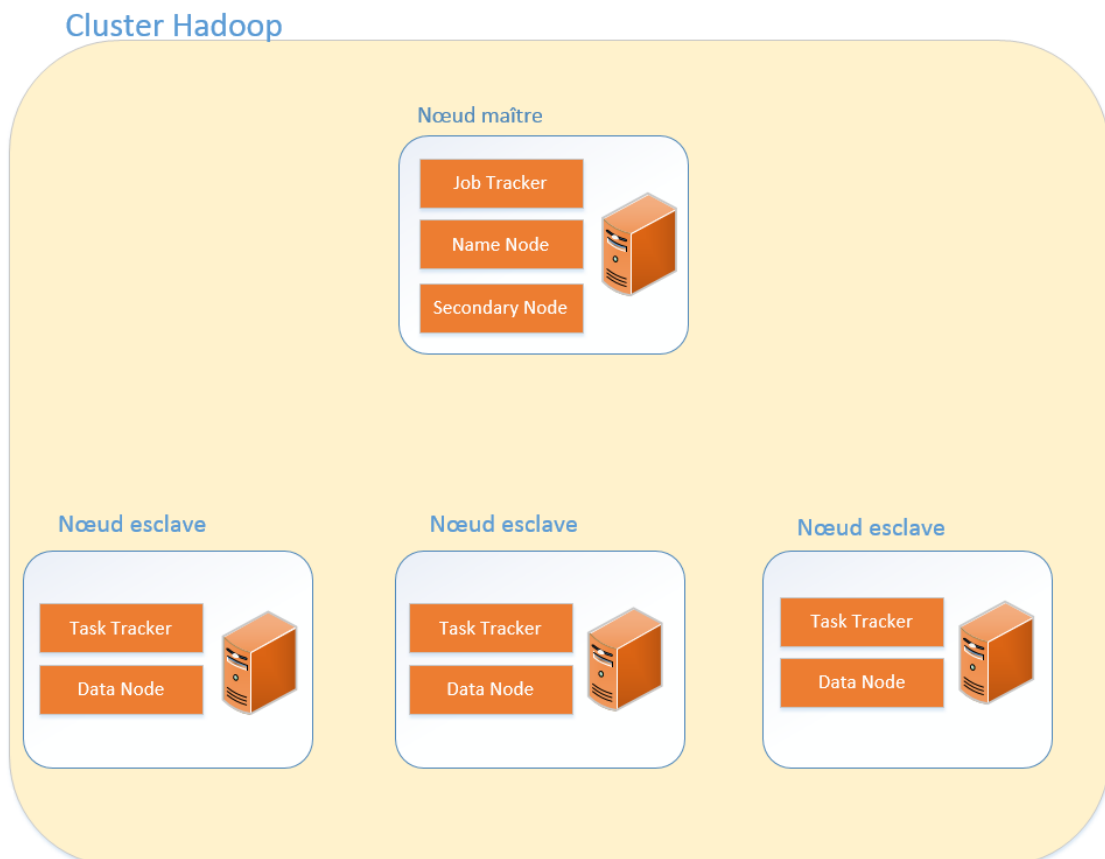 Cluster Hadoop
Nœud maître
Job Tracker
Name Node
Secondary Node
Nœud esclave
Task Tracker
Data Node
Nœud esclave
Task Tracker
Data Node
Nœud esclave
Task Tracker
Data Node